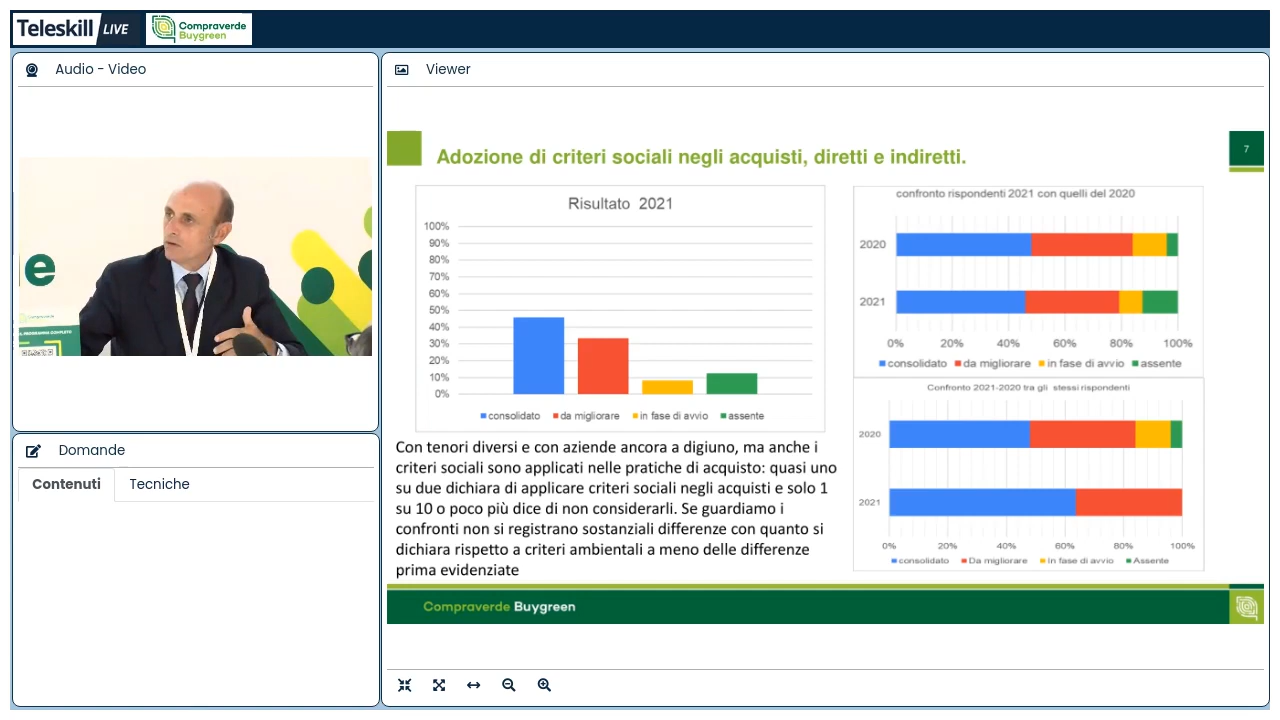 Teleskill LIVE
Compraverde
Buygreen
Audio - Video
e
Compraverde
Domande
Contenuti
Tecniche
Viewer
Adozione di criteri sociali negli acquisti, diretti e indiretti.
7
Risultato 2021
100%
90%
80%
70%
60%
50%
40%
30%
20%
10%
0%
consolidato da migliorare in fase di avvio assente
confronto rispondenti 2021 con quelli del 2020
2020
2021
0% 20% 40% 60% 80% 100%
consolidato da migliorare in fase di avvio assente
Confronto 2021-2020 tra gli stessi rispondenti
2020
2021
0% 20% 40% 60% 80% 100%
consolidato Da migliorare In fase di avvio Assente
Con tenori diversi e con aziende ancora a digiuno, ma anche i
criteri sociali sono applicati nelle pratiche di acquisto: quasi uno
su due dichiara di applicare criteri sociali negli acquisti e solo 1
su 10 o poco più dice di non considerarli. Se guardiamo i
confronti non si registrano sostanziali differenze con quanto si
dichiara rispetto a criteri ambientali a meno delle differenze
prima evidenziate
Compraverde Buygreen